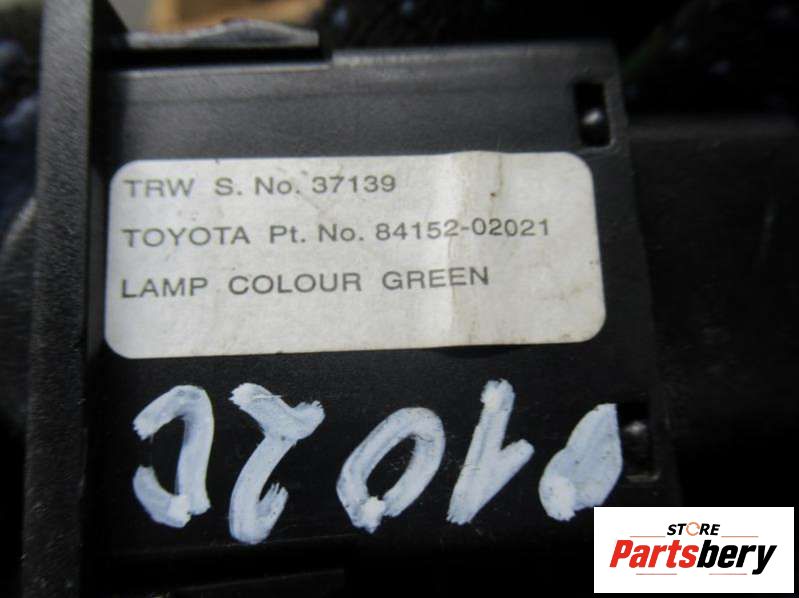 TRW S. No. 37139
TOYOTA Pt. No. 84152-02021
LAMP COLOUR GREEN
STORE
Partsbery